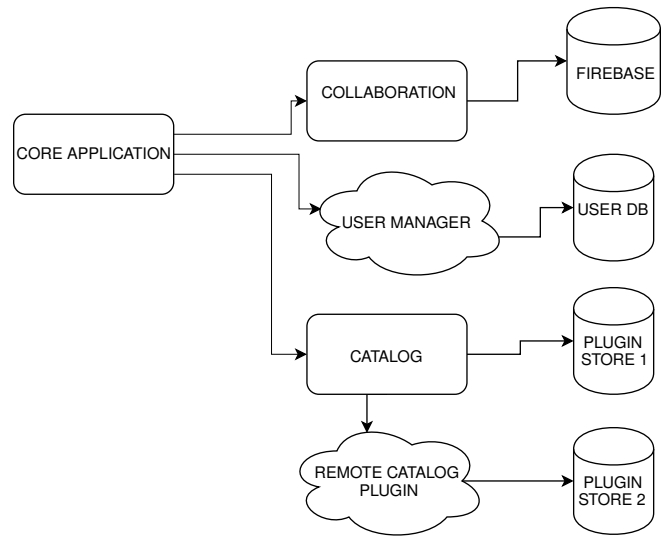 COLLABORATION
FIREBASE
CORE APPLICATION
USER MANAGER
USER DB
CATALOG
PLUGIN
STORE 1
REMOTE CATALOG
PLUGIN
PLUGIN
STORE 2